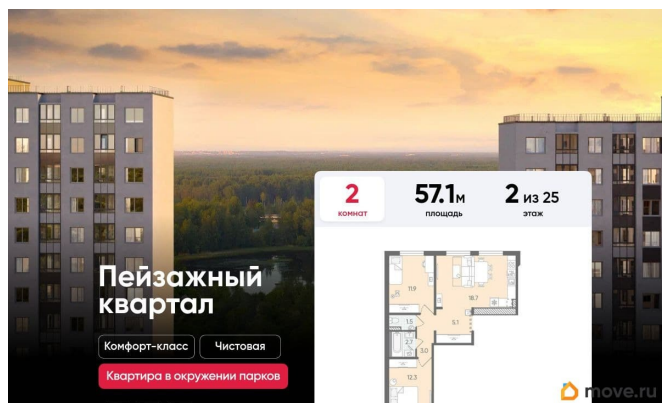 2
комнат
57.1м
площадь
2 из 25
этаж
Пейзажный
квартал
Комфорт-класс
Чистовая
Квартира в окружении парков
11.9
18.7
1.5
5.1
2.7
3.0
12.3
move.ru